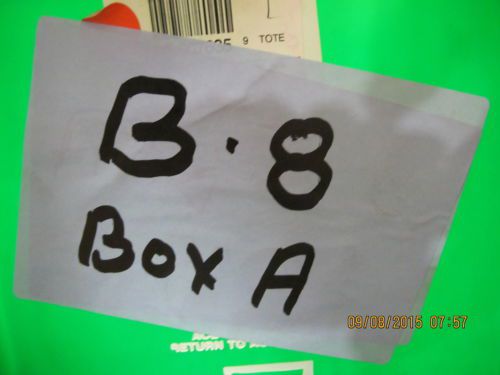 9 TOTE
B.8
Box A
09/08/2015 07:57
RETURN TO